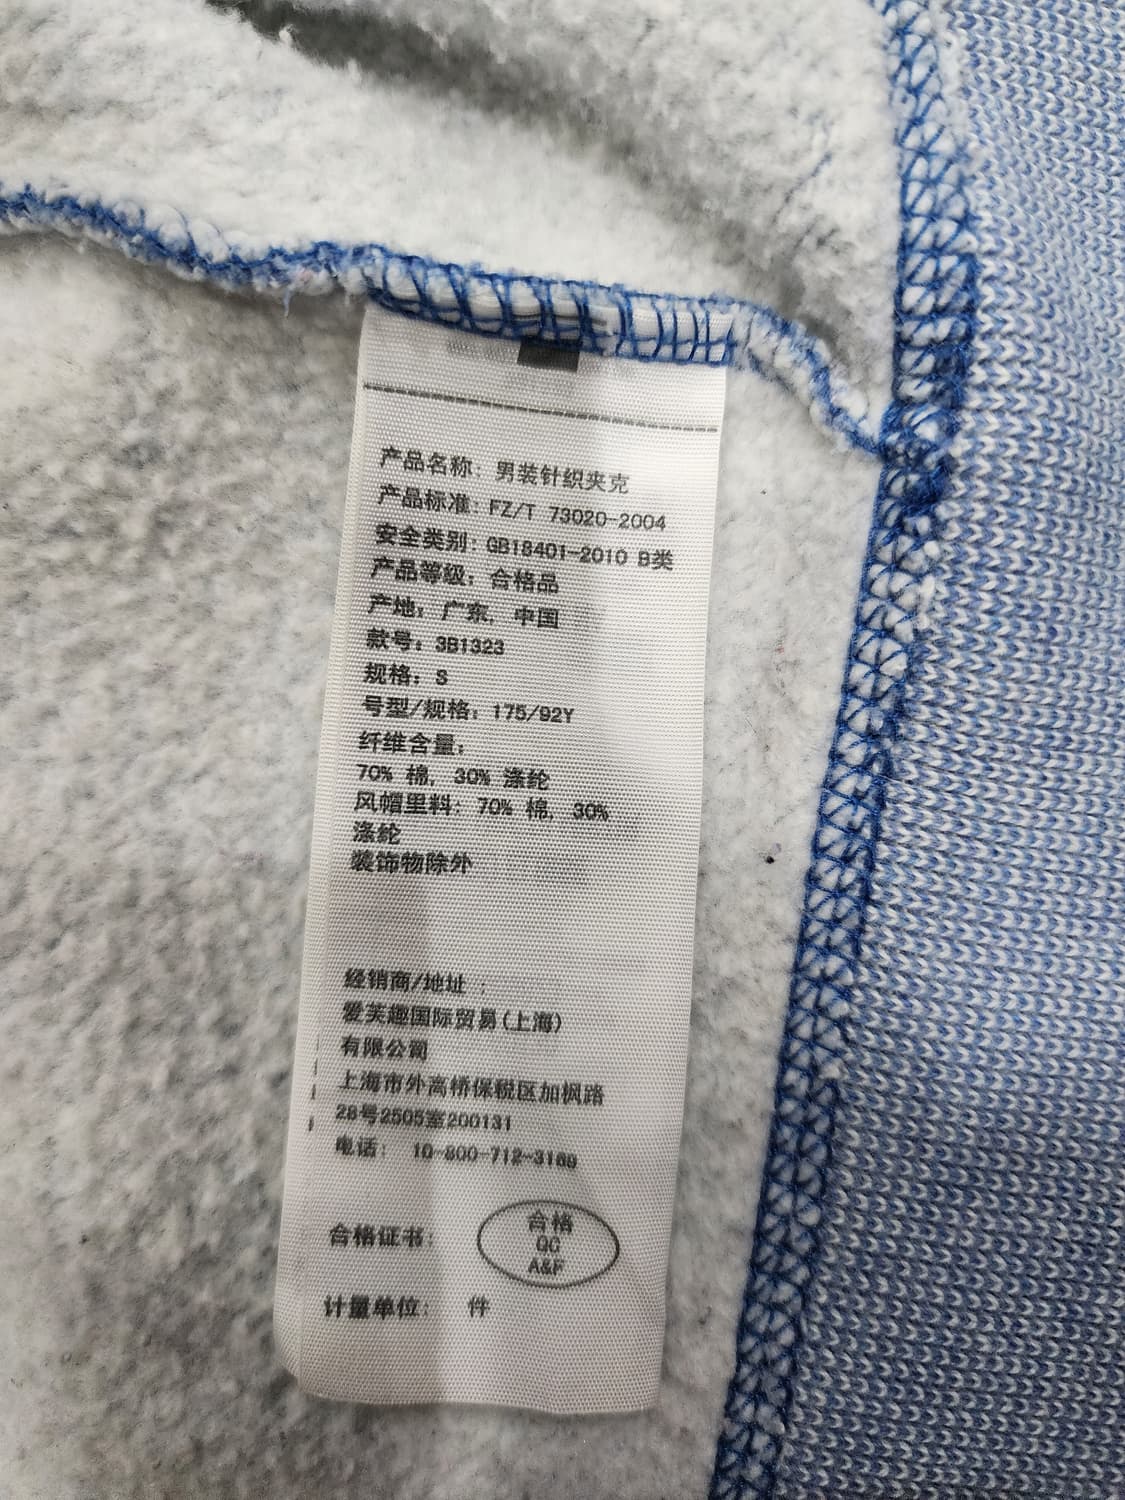 产品名称：男装针织夹克
产品标准：FZ/T 73020-2004
安全类别：GB18401-2010 B类
产品等级：合格品
产地：广东, 中国
款号：3B1323
规格：S
号型/规格：175/92Y
纤维含量：
70% 棉, 30% 涤纶
风帽里料：70% 棉, 30%
涤纶
装饰物除外
经销商/地址：
爱芙趣国际贸易(上海)
有限公司
上海市外高桥保税区加枫路
28号2505室200131
电话： 10-800-712-3169
合格证书：
合格
QC
A&F
计量单位： 件